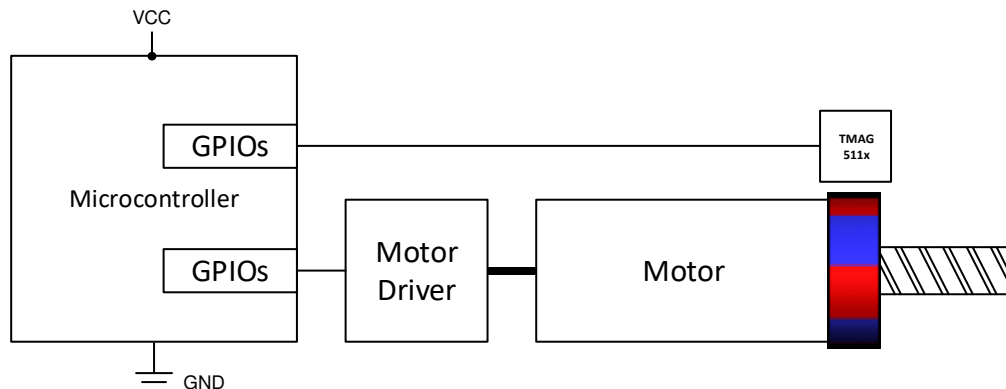 VCC
GPIOs
TMAG
511x
Microcontroller
GPIOs
Motor
Driver
Motor
GND